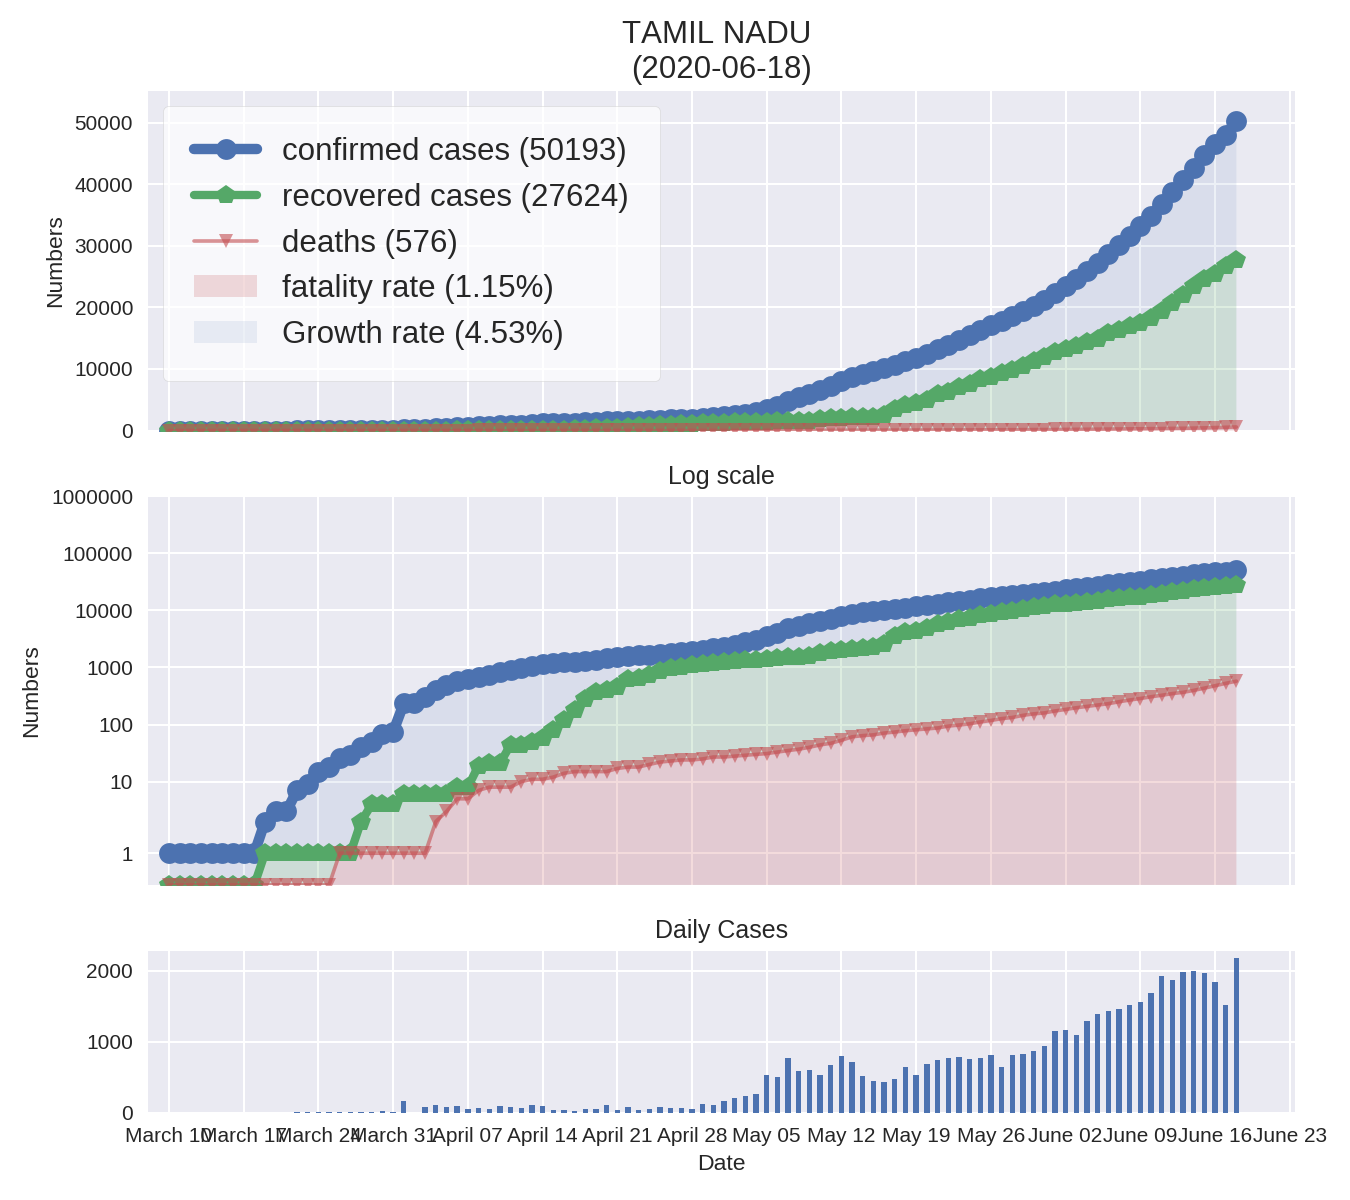 TAMIL NADU
(2020-06-18)
50000
40000
30000
20000
10000
0
Numbers
confirmed cases (50193)
recovered cases (27624)
deaths (576)
fatality rate (1.15%)
Growth rate (4.53%)
Log scale
1000000
100000
10000
1000
100
10
1
Numbers
Daily Cases
2000
1000
0
March 10 March 17 March 24 March 31 April 07 April 14 April 21 April 28 May 05 May 12 May 19 May 26 June 02 June 09 June 16 June 23
Date